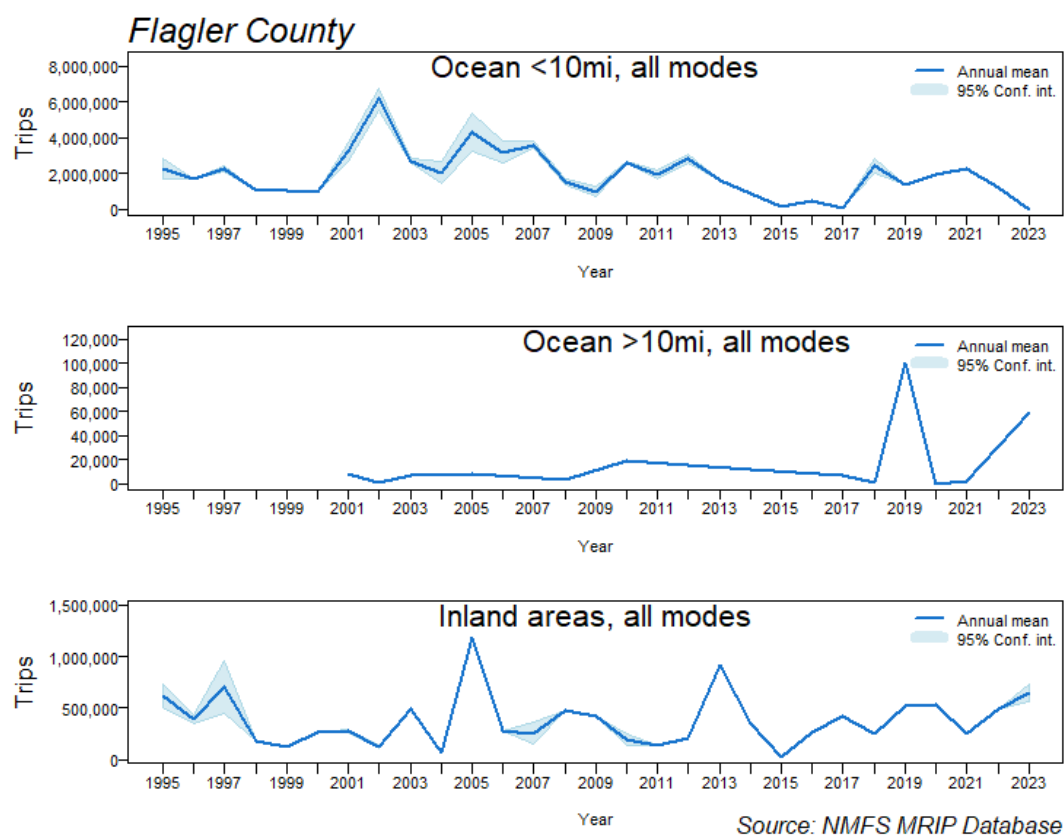 Flagler County
Ocean <10mi, all modes
Annual mean
95% Conf. int.
Trips
8,000,000
6,000,000
4,000,000
2,000,000
0
1995 1997 1999 2001 2003 2005 2007 2009 2011 2013 2015 2017 2019 2021 2023
Year
Ocean >10mi, all modes
Annual mean
95% Conf. int.
Trips
120,000
100,000
80,000
60,000
40,000
20,000
0
1995 1997 1999 2001 2003 2005 2007 2009 2011 2013 2015 2017 2019 2021 2023
Year
Inland areas, all modes
Annual mean
95% Conf. int.
Trips
1,500,000
1,000,000
500,000
0
1995 1997 1999 2001 2003 2005 2007 2009 2011 2013 2015 2017 2019 2021 2023
Year
Source: NMFS MRIP Database